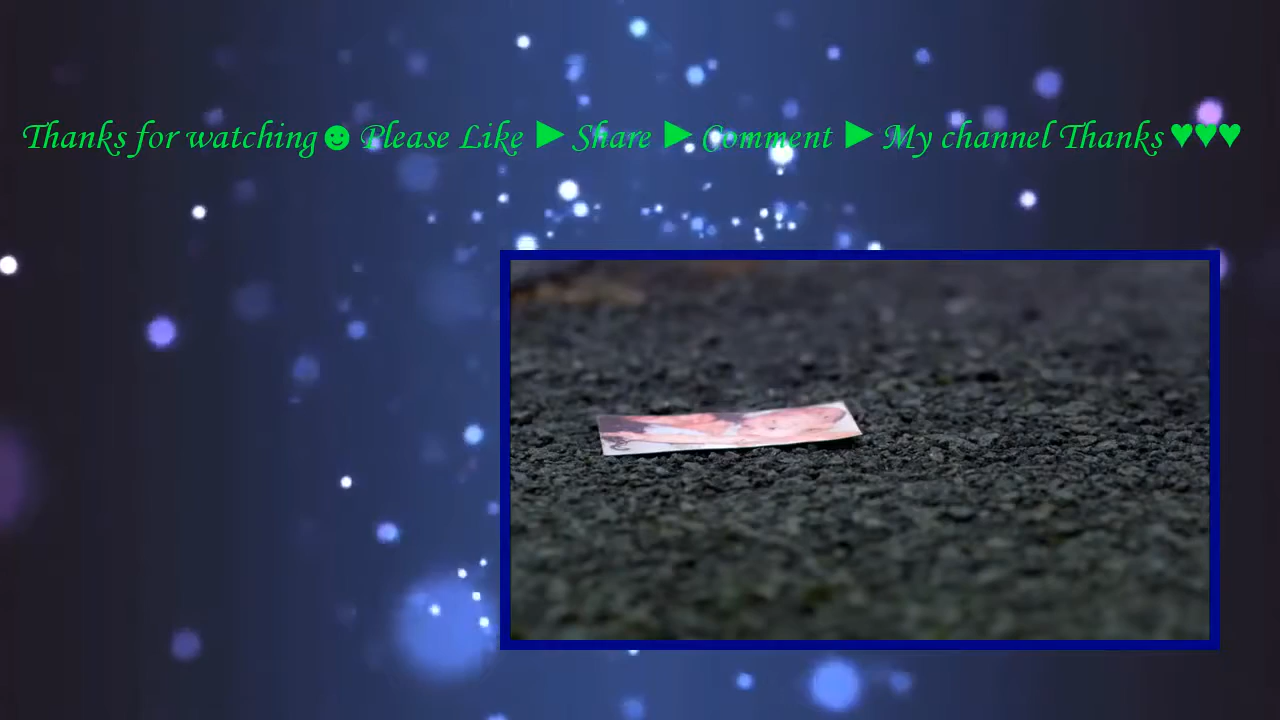 Thanks for watching☻Please Like ► Share ► Comment ► My channel Thanks ♥♥♥